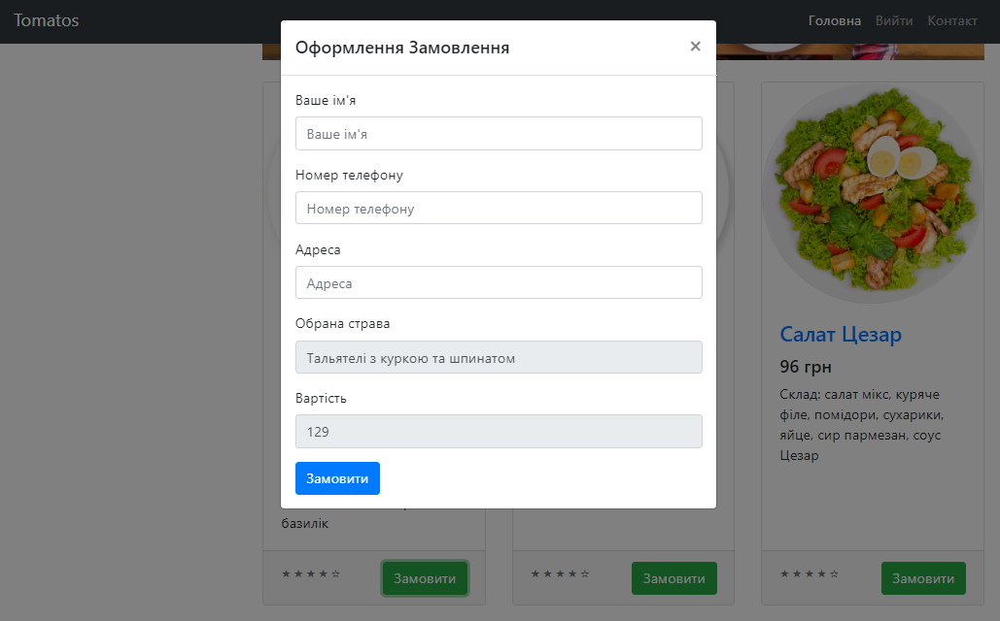 Tomatos
Головна Вийти Контакт
Оформлення Замовлення
×
Ваше ім'я
Ваше ім'я
Номер телефону
Номер телефону
Адреса
Адреса
Обрана страва
Тальятелі з куркою та шпинатом
Вартість
129
Замовити
базилік
★ ★ ★ ★ ☆ Замовити
★ ★ ★ ★ ☆ Замовити
Салат Цезар
96 грн
Склад: салат мікс, куряче
філе, помідори, сухарики,
яйце, сир пармезан, соус
Цезар
★ ★ ★ ★ ☆ Замовити